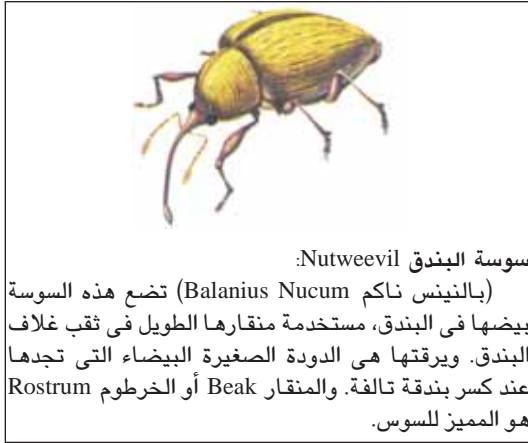 سوسة البندق Nutweevil:
(بالنينس ناكم Balanius Nucum) تضع هذه السوسة
بيضها فى البندق، مستخدمة منقارها الطويل فى ثقب غلاف
البندق. ويرقتها هى الدودة الصغيرة البيضاء التى تجدها
عند كسر بندقة تالفة. والمنقار Beak أو الخرطوم Rostrum
هو المميز للسوس.